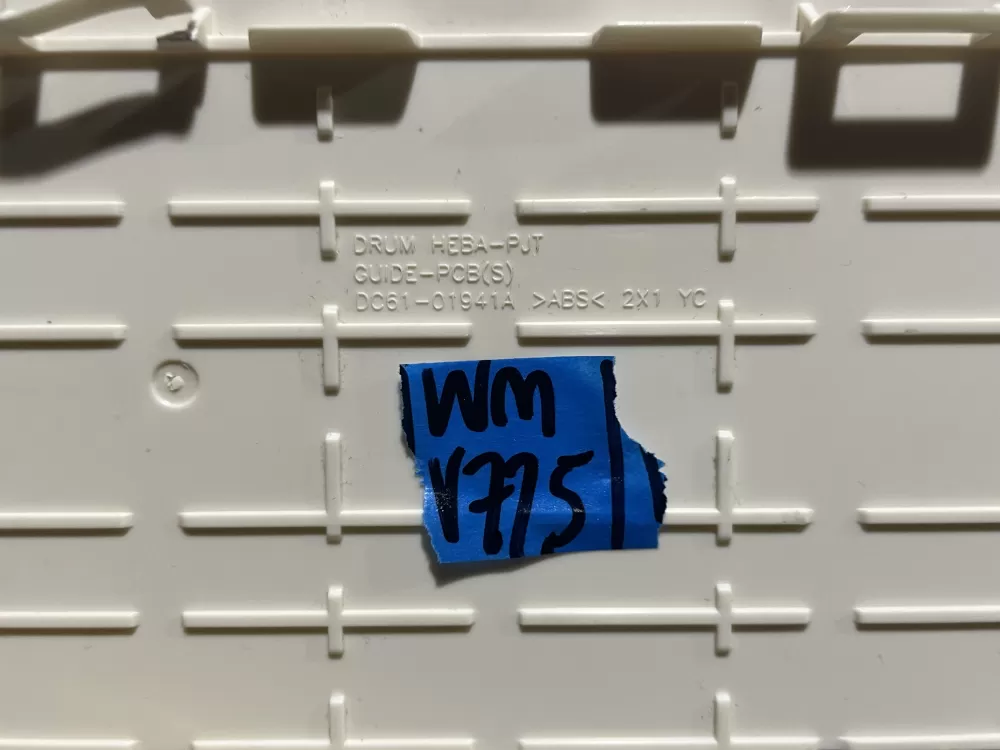 DRUM HEBA-PJT
GUIDE-PCB(S)
DC61-01941A >ABS< 2X1 YC
WM
V775